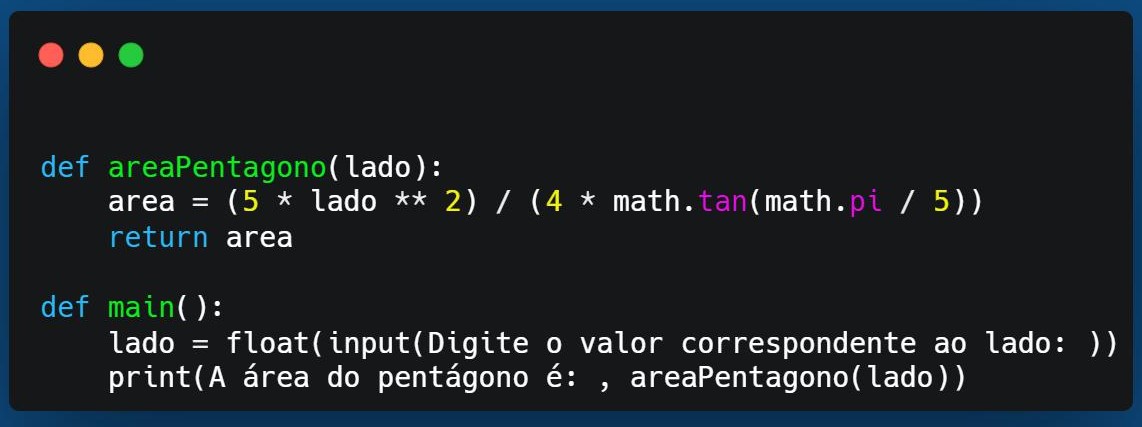 def areaPentagono(lado):
    area = (5 * lado ** 2) / (4 * math.tan(math.pi / 5))
    return area
def main():
    lado = float(input(Digite o valor correspondente ao lado: ))
    print(A área do pentágono é: , areaPentagono(lado))